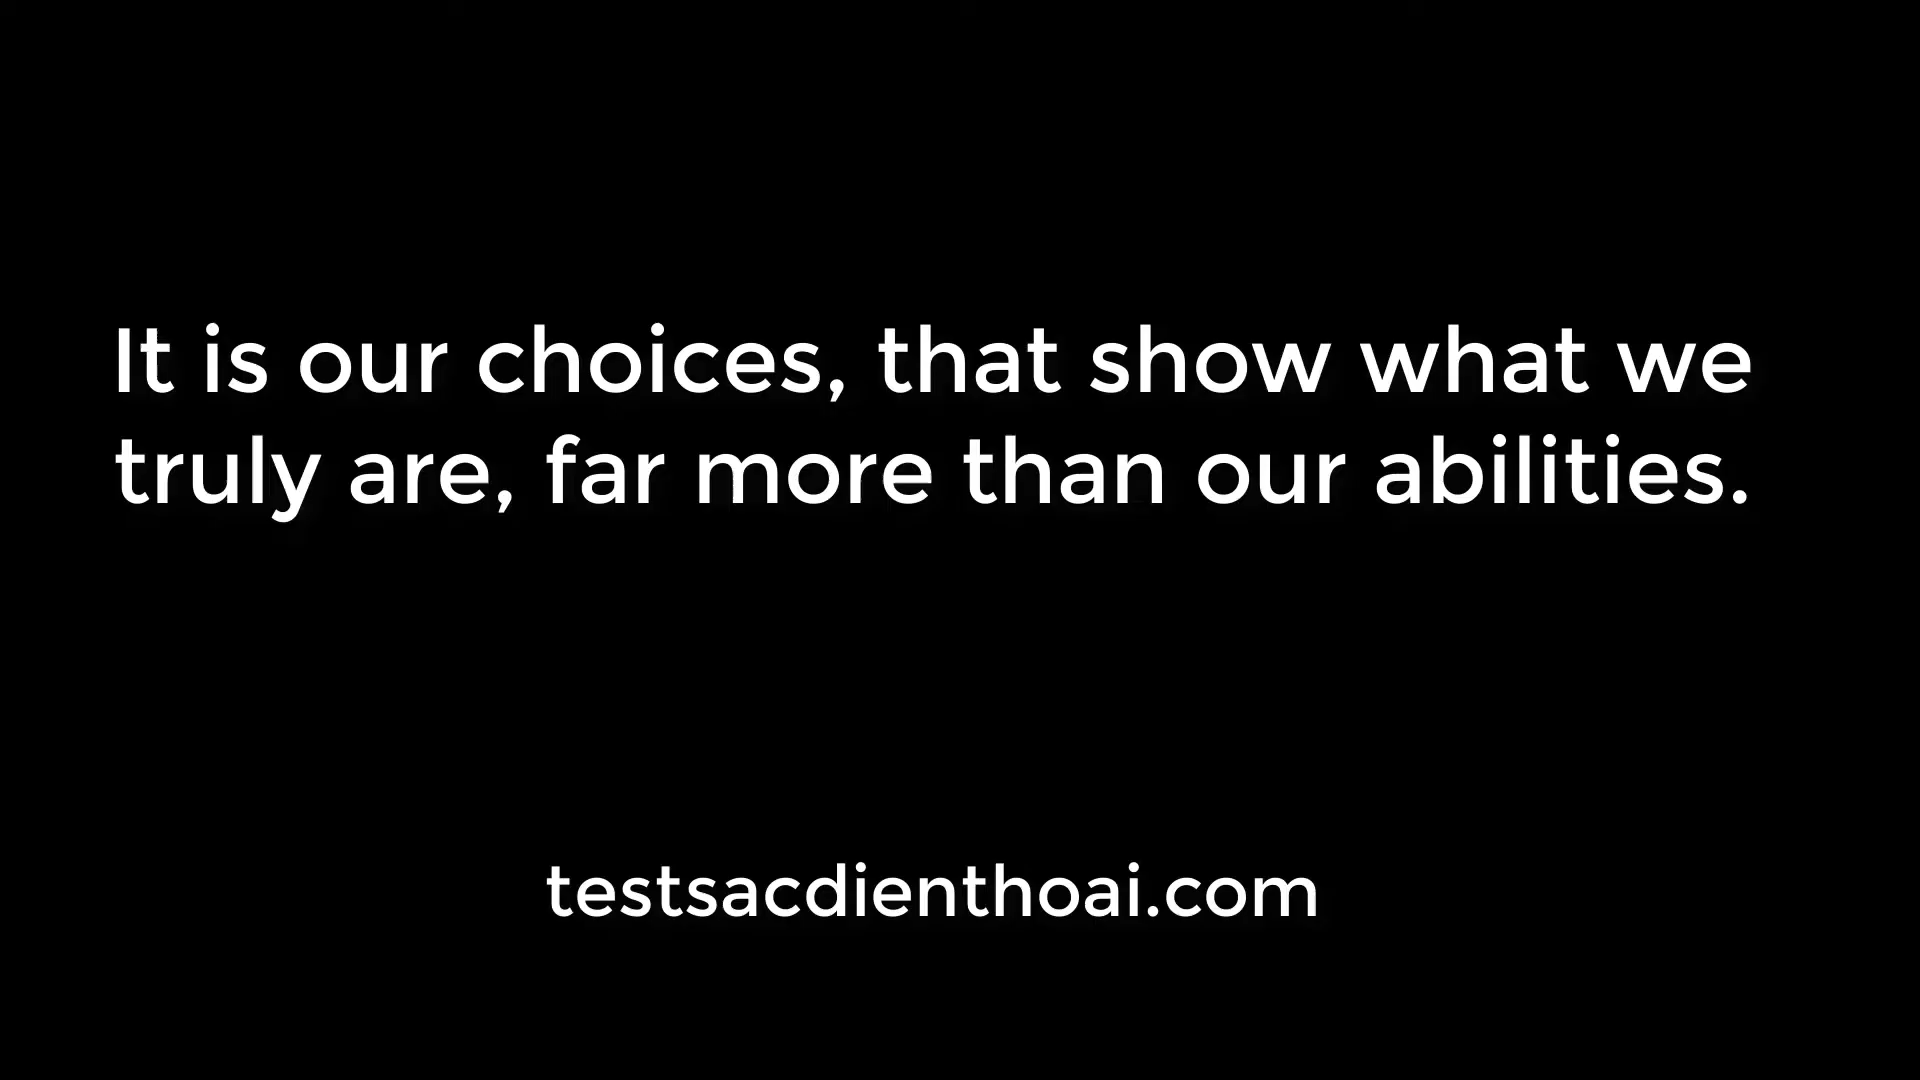 It is our choices, that show what we
truly are, far more than our abilities.
testsacdienthoai.com